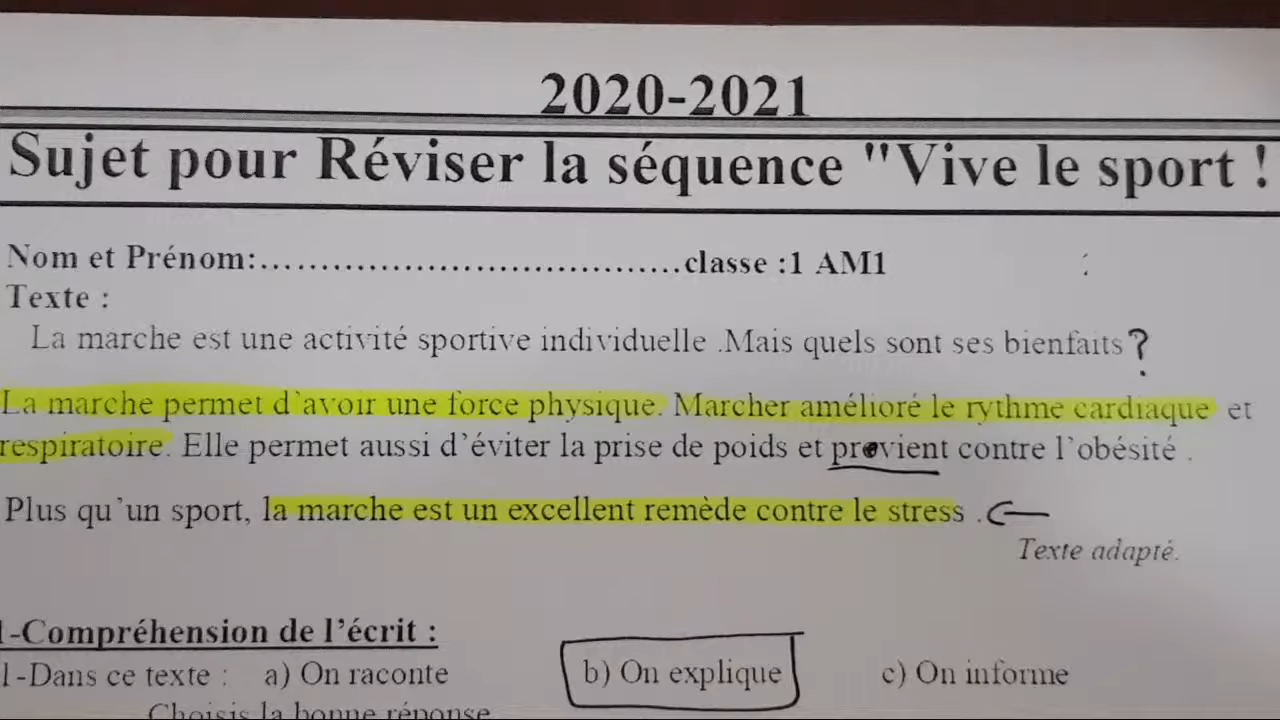 2020-2021
Sujet pour Réviser la séquence "Vive le sport !
Nom et Prénom:...................................classe :1 AM1
Texte :
La marche est une activité sportive individuelle .Mais quels sont ses bienfaits ?
La marche permet d'avoir une force physique. Marcher amélioré le rythme cardiaque et
respiratoire. Elle permet aussi d'éviter la prise de poids et prévient contre l'obésité .
Plus qu'un sport, la marche est un excellent remède contre le stress .
Texte adapté.
1-Compréhension de l'écrit :
1-Dans ce texte : a) On raconte b) On explique c) On informe
Choisis la bonne réponse